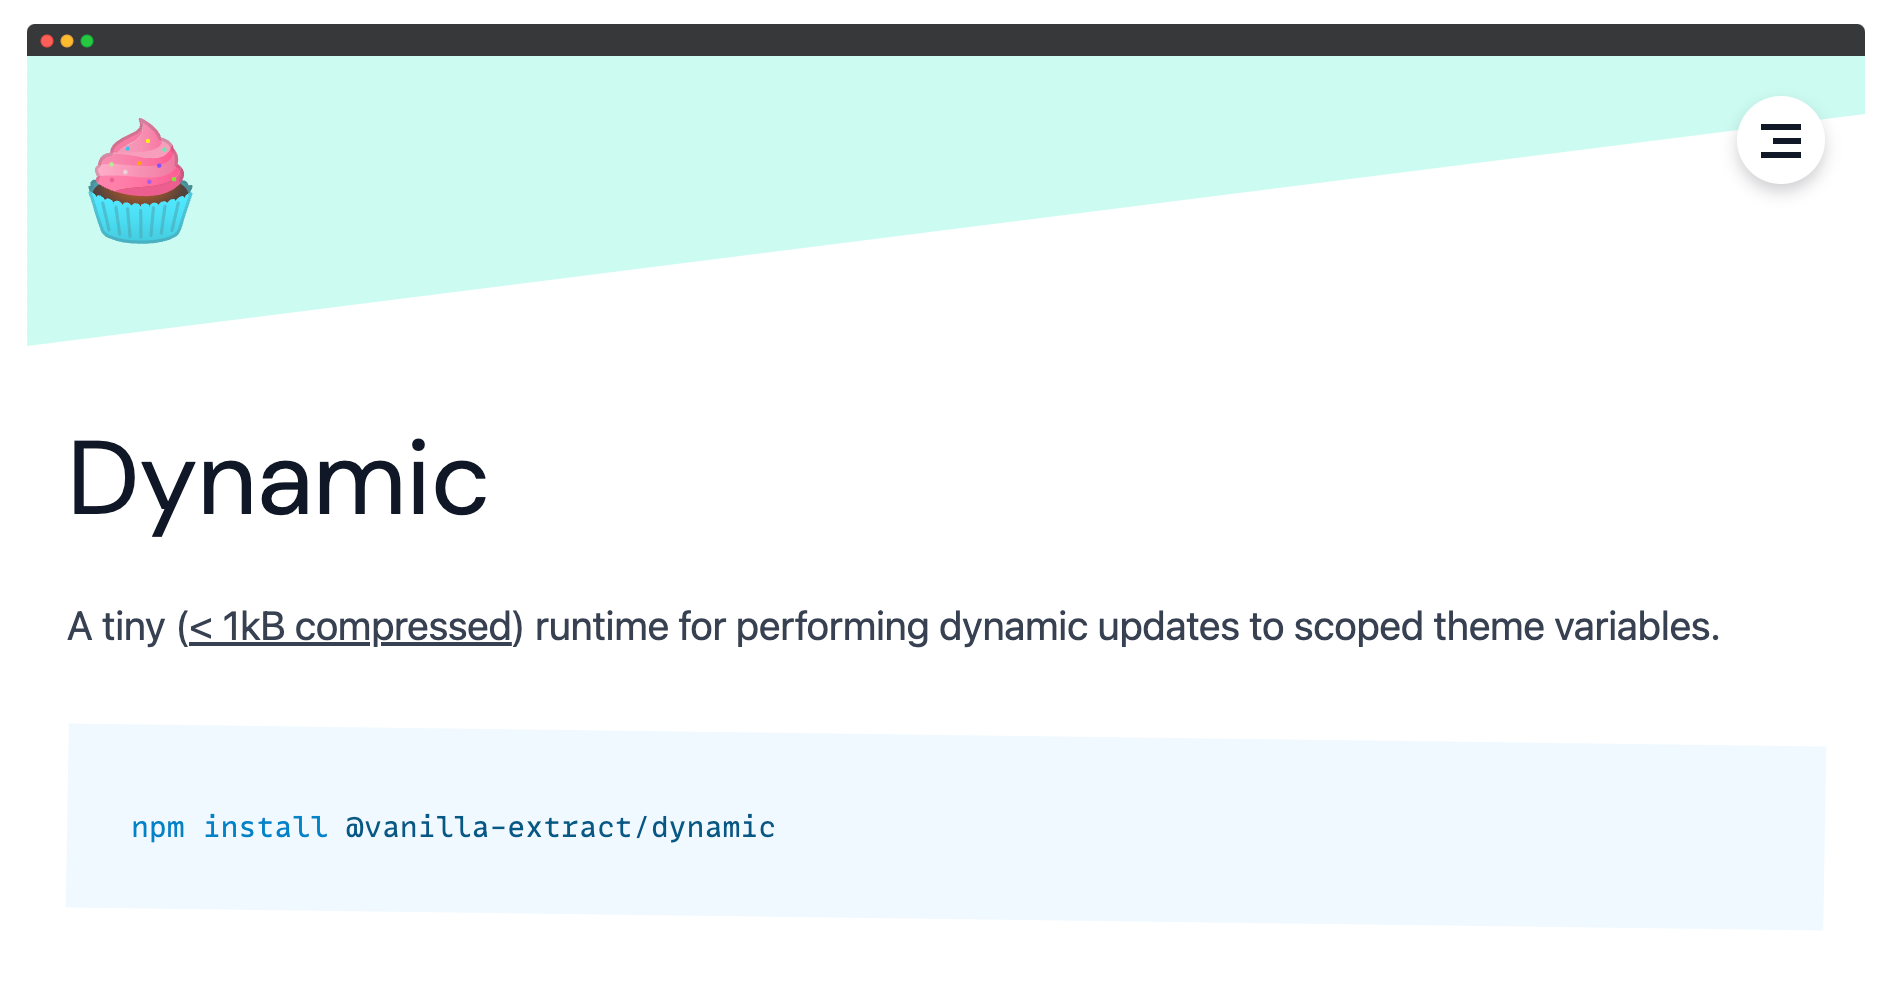 Dynamic
A tiny (< 1kB compressed) runtime for performing dynamic updates to scoped theme variables.
npm install @vanilla-extract/dynamic